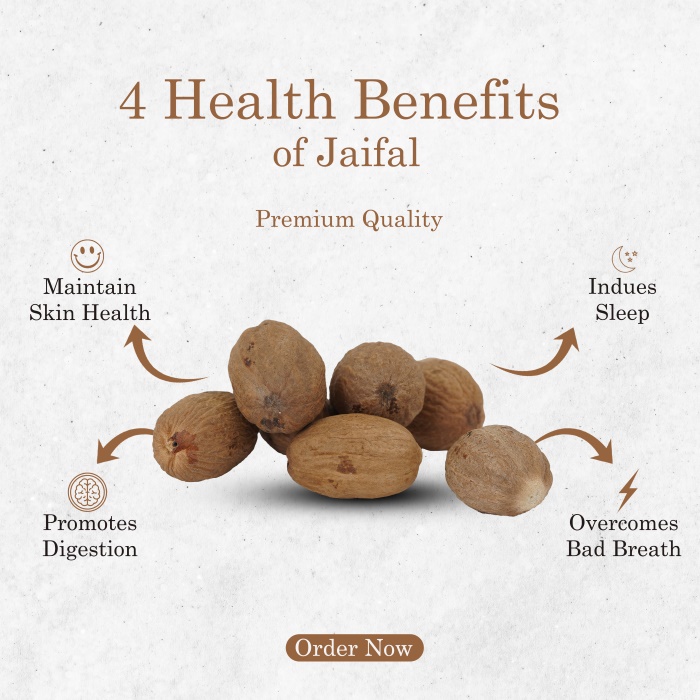 4 Health Benefits
of Jaifal
Premium Quality
Maintain
Skin Health
Indues
Sleep
Promotes
Digestion
Overcomes
Bad Breath
Order Now